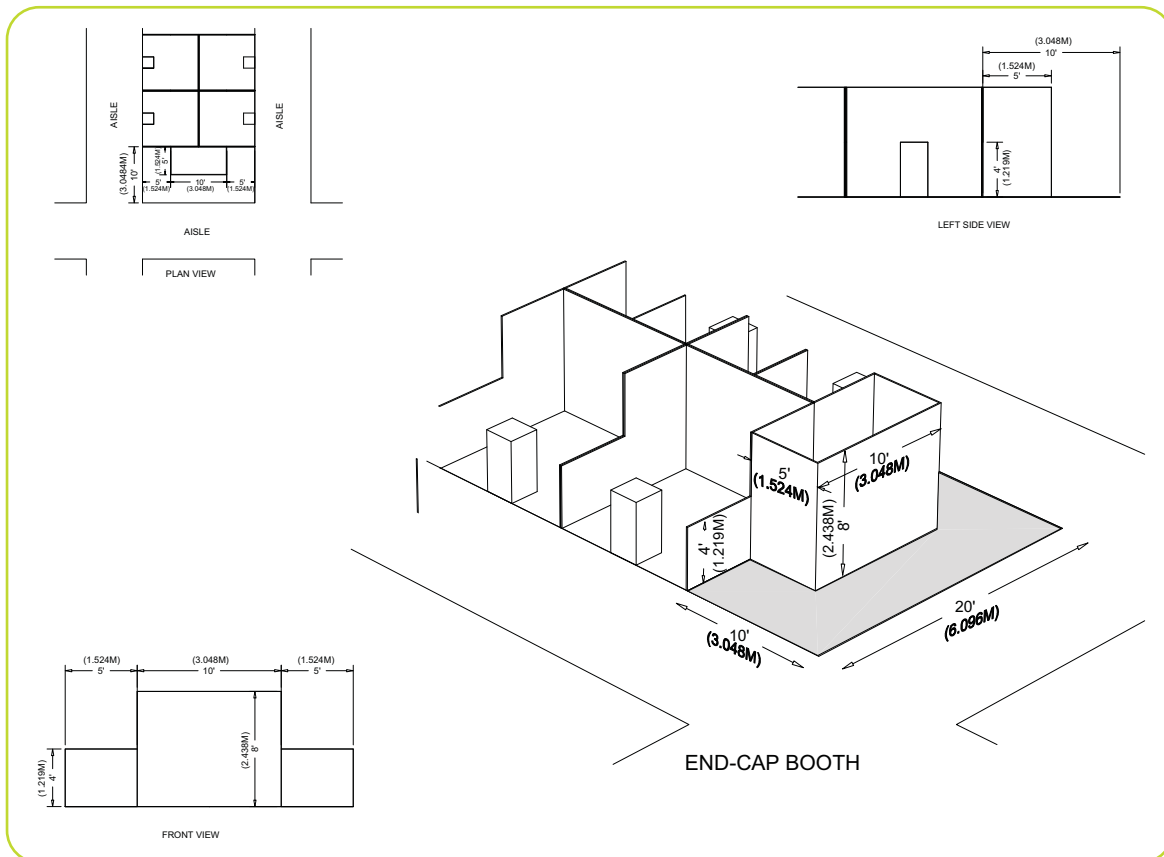 AISLE
AISLE
(3.0484M)
10'
(1.524M)
5'
5'
10'
5'
(1.524M)
(3.048M)
(1.524M)
AISLE
PLAN VIEW
(3.048M)
10'
(1.524M)
5'
4'
(1.219M)
LEFT SIDE VIEW
5'
(1.524M)
10'
(3.048M)
(2.438M)
8'
4'
(1.219M)
10'
(3.048M)
20'
(6.096M)
END-CAP BOOTH
(1.524M)
5'
(3.048M)
10'
(1.524M)
5'
(1.219M)
4'
(2.438M)
8'
FRONT VIEW